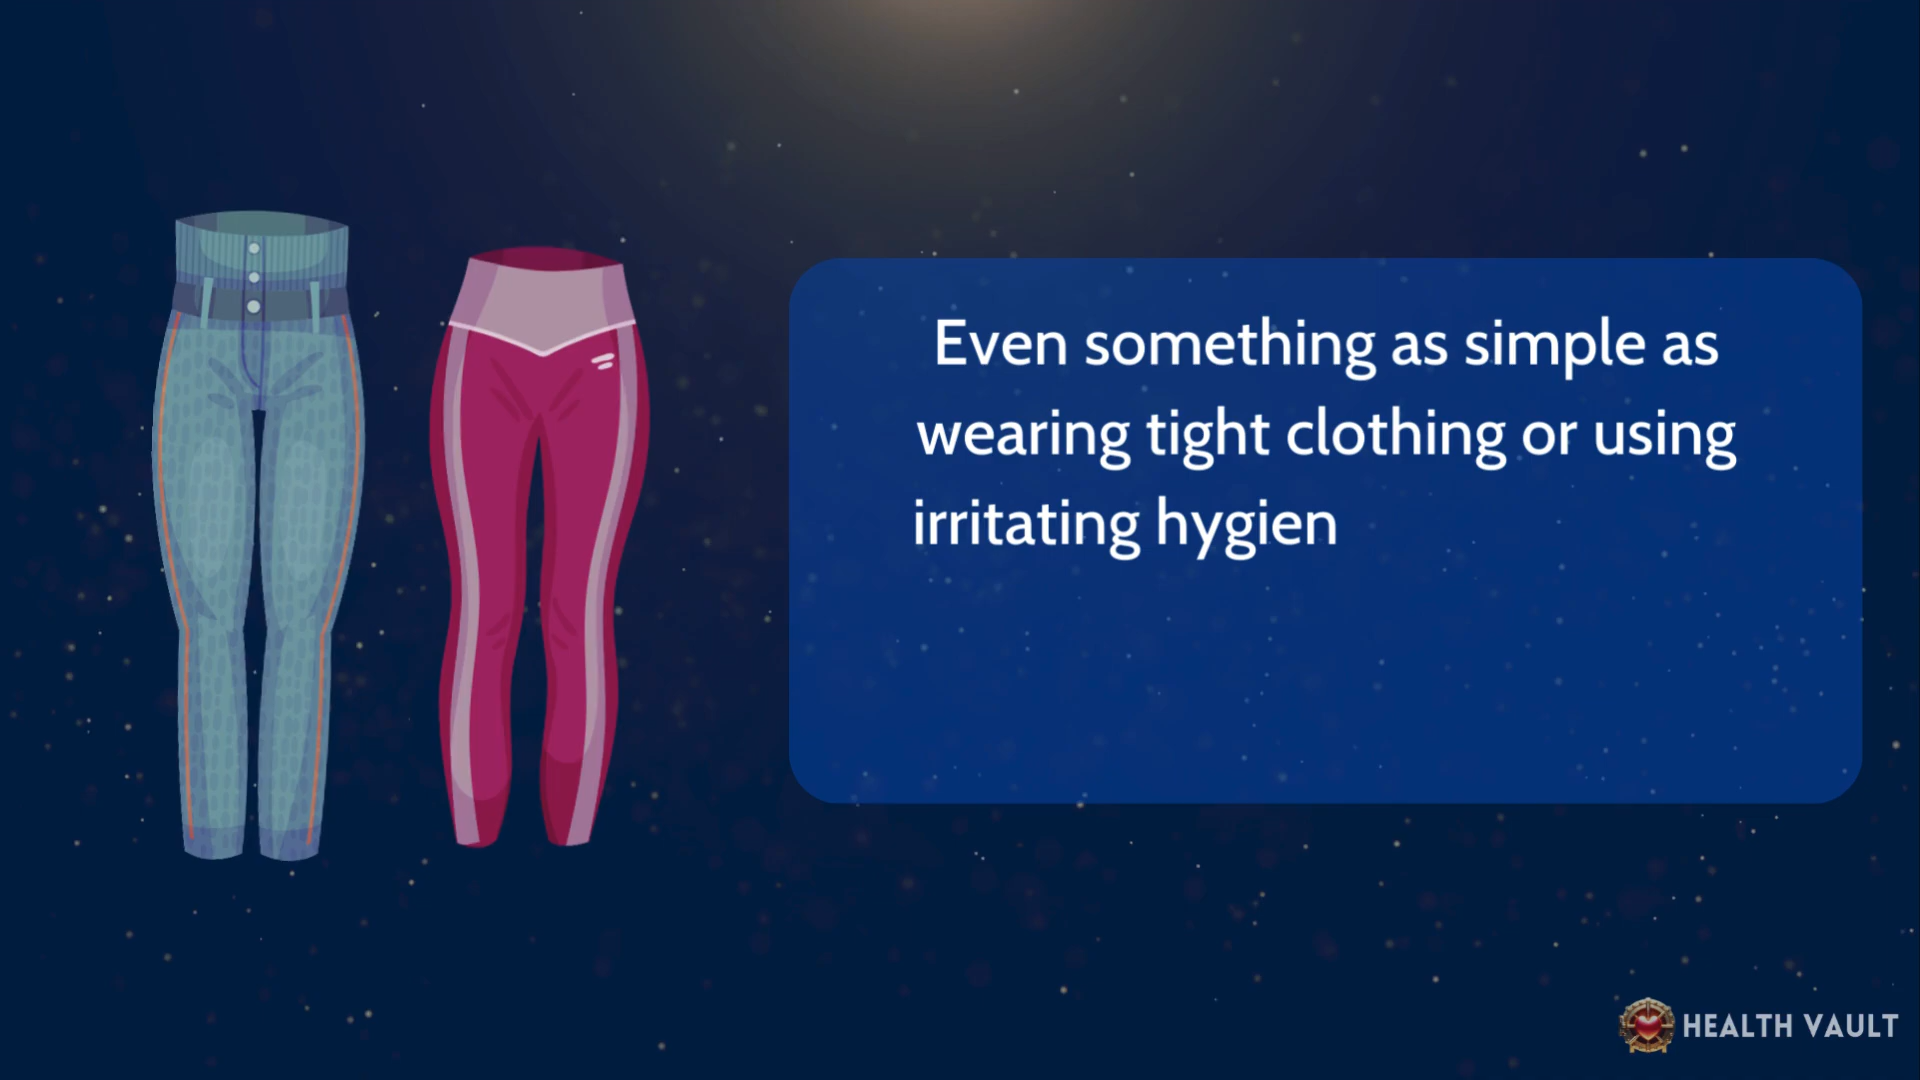 Even something as simple as
wearing tight clothing or using
irritating hygien
HEALTH VAULT